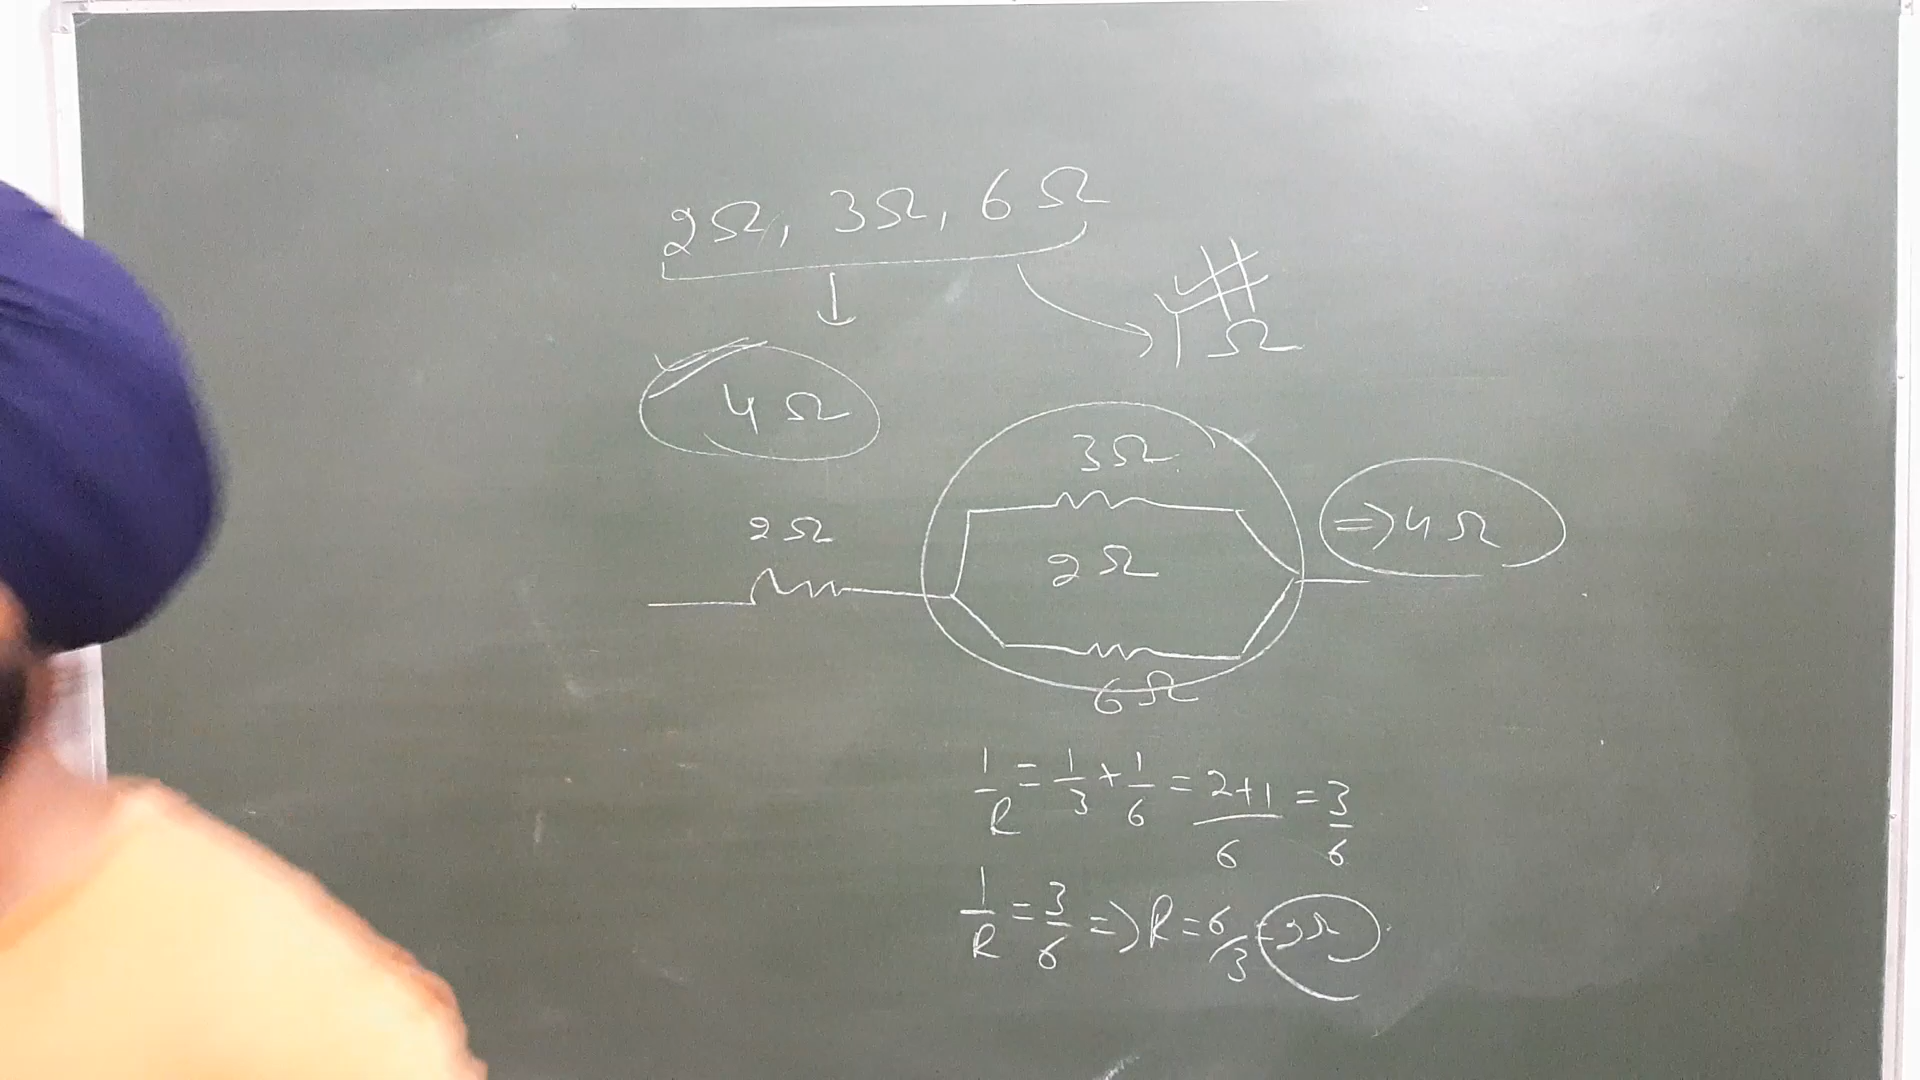 2Ω, 3Ω, 6Ω
1Ω
4Ω
3Ω
2Ω
2Ω
=> 4Ω
6Ω
1/R = 1/3 + 1/6 = 2+1/6 = 3/6
1/R = 3/6 => R = 6/3 = 2Ω